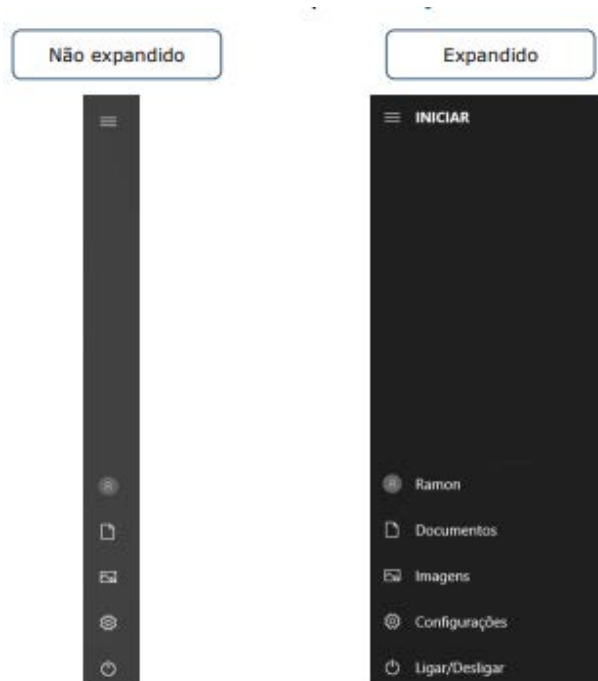 Não expandido
Expandido
INICIAR
Ramon
Documentos
Imagens
Configurações
Ligar/Desligar